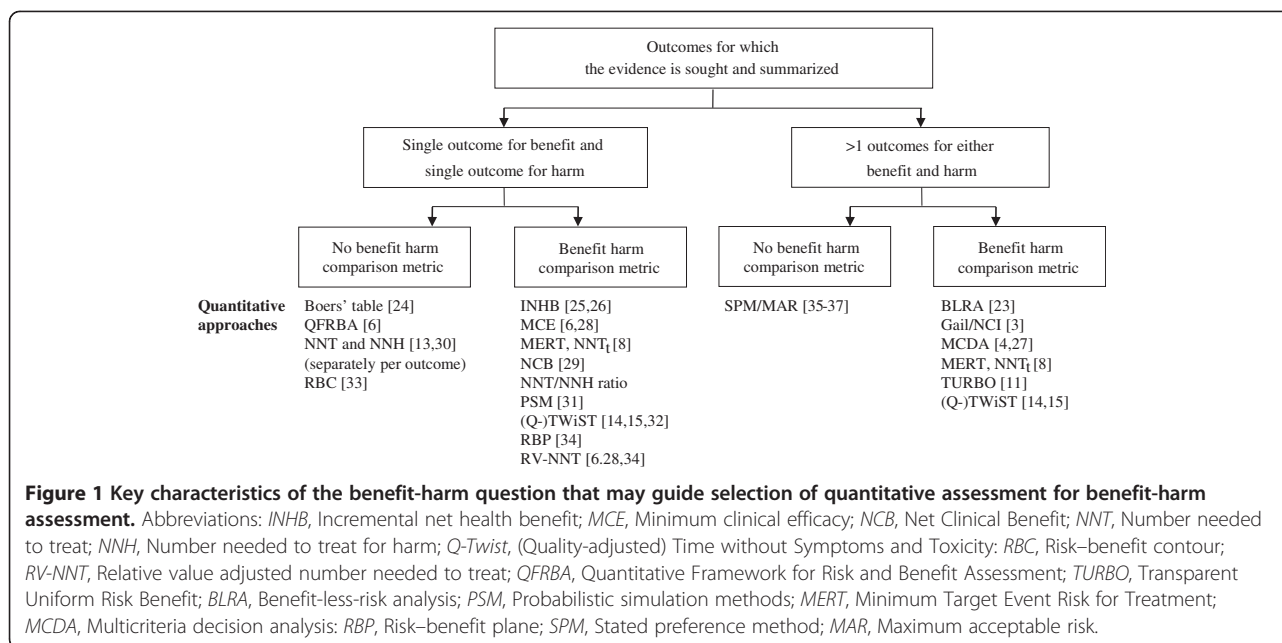 Outcomes for which
the evidence is sought and summarized
Single outcome for benefit and
single outcome for harm
>1 outcomes for either
benefit and harm
No benefit harm
comparison metric
Benefit harm
comparison metric
No benefit harm
comparison metric
Benefit harm
comparison metric
Quantitative
approaches
Boers' table [24]
QFRBA [6]
NNT and NNH [13,30]
(separately per outcome)
RBC [33]
INHB [25,26]
MCE [6,28]
MERT, NNTt [8]
NCB [29]
NNT/NNH ratio
PSM [31]
(Q-)TWiST [14,15,32]
RBP [34]
RV-NNT [6.28,34]
SPM/MAR [35-37]
BLRA [23]
Gail/NCI [3]
MCDA [4,27]
MERT, NNTt [8]
TURBO [11]
(Q-)TWiST [14,15]
Figure 1 Key characteristics of the benefit-harm question that may guide selection of quantitative assessment for benefit-harm
assessment. Abbreviations: INHB, Incremental net health benefit; MCE, Minimum clinical efficacy; NCB, Net Clinical Benefit; NNT, Number needed
to treat; NNH, Number needed to treat for harm; Q-Twist, (Quality-adjusted) Time without Symptoms and Toxicity: RBC, Risk–benefit contour;
RV-NNT, Relative value adjusted number needed to treat; QFRBA, Quantitative Framework for Risk and Benefit Assessment; TURBO, Transparent
Uniform Risk Benefit; BLRA, Benefit-less-risk analysis; PSM, Probabilistic simulation methods; MERT, Minimum Target Event Risk for Treatment;
MCDA, Multicriteria decision analysis: RBP, Risk–benefit plane; SPM, Stated preference method; MAR, Maximum acceptable risk.